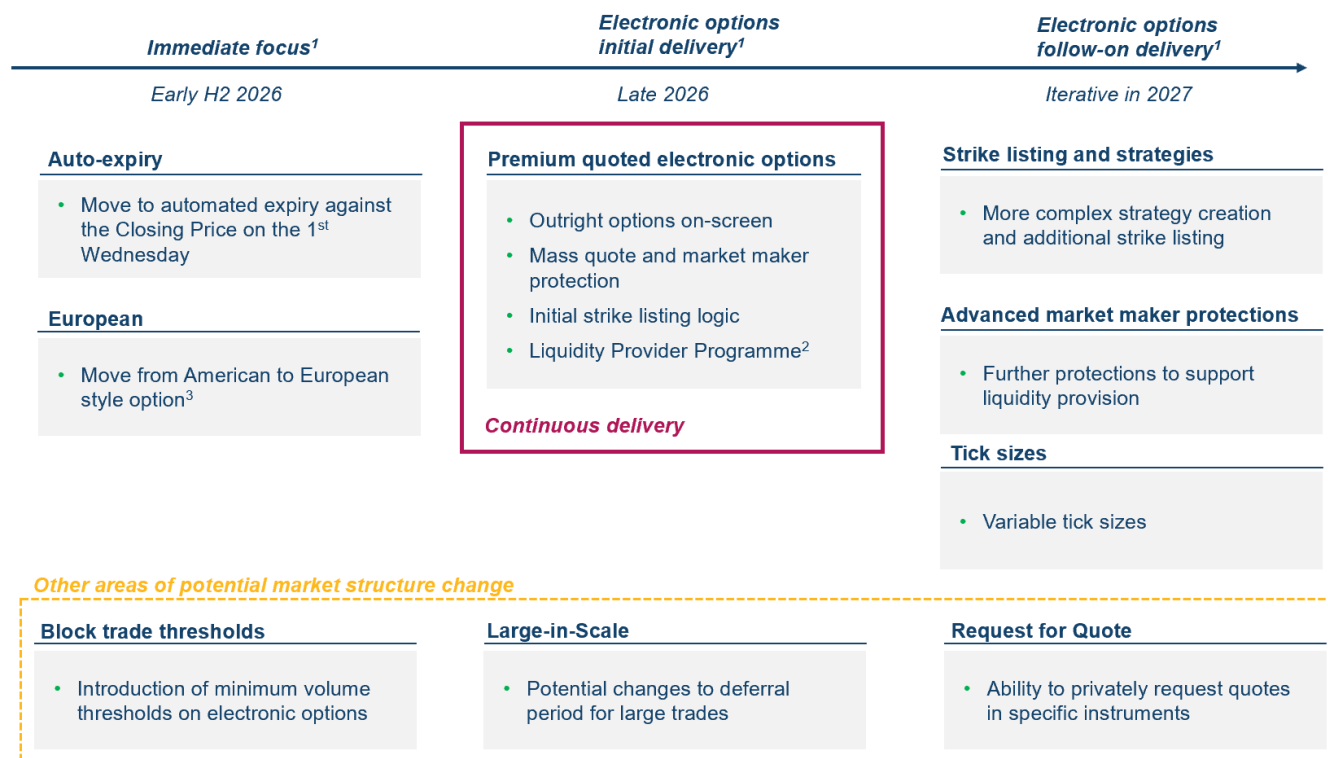 Immediate focus¹
Electronic options
initial delivery¹
Electronic options
follow-on delivery¹
Early H2 2026
Late 2026
Iterative in 2027
Auto-expiry
• Move to automated expiry against
the Closing Price on the 1st
Wednesday
European
• Move from American to European
style option³
Premium quoted electronic options
• Outright options on-screen
• Mass quote and market maker
protection
• Initial strike listing logic
• Liquidity Provider Programme²
Continuous delivery
Strike listing and strategies
• More complex strategy creation
and additional strike listing
Advanced market maker protections
• Further protections to support
liquidity provision
Tick sizes
• Variable tick sizes
Other areas of potential market structure change
Block trade thresholds
• Introduction of minimum volume
thresholds on electronic options
Large-in-Scale
• Potential changes to deferral
period for large trades
Request for Quote
• Ability to privately request quotes
in specific instruments